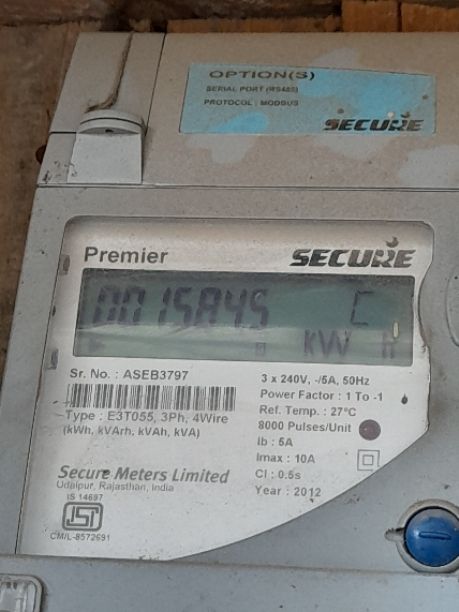 OPTION(S)
SERIAL PORT (RS485)
PROTOCOL : MODBUS
SECURE
Premier
SECURE
0015845 C
kW h
Sr. No. : ASEB3797
Type : E3T055, 3Ph, 4Wire
(kWh, kVArh, kVAh, kVA)
3 x 240V, -/5A, 50Hz
Power Factor : 1 To -1
Ref. Temp. : 27°C
8000 Pulses/Unit
Ib : 5A
Imax : 10A
Cl : 0.5s
Year : 2012
Secure Meters Limited
Udaipur, Rajasthan, India
IS 14697
ISI
CM/L-8572691